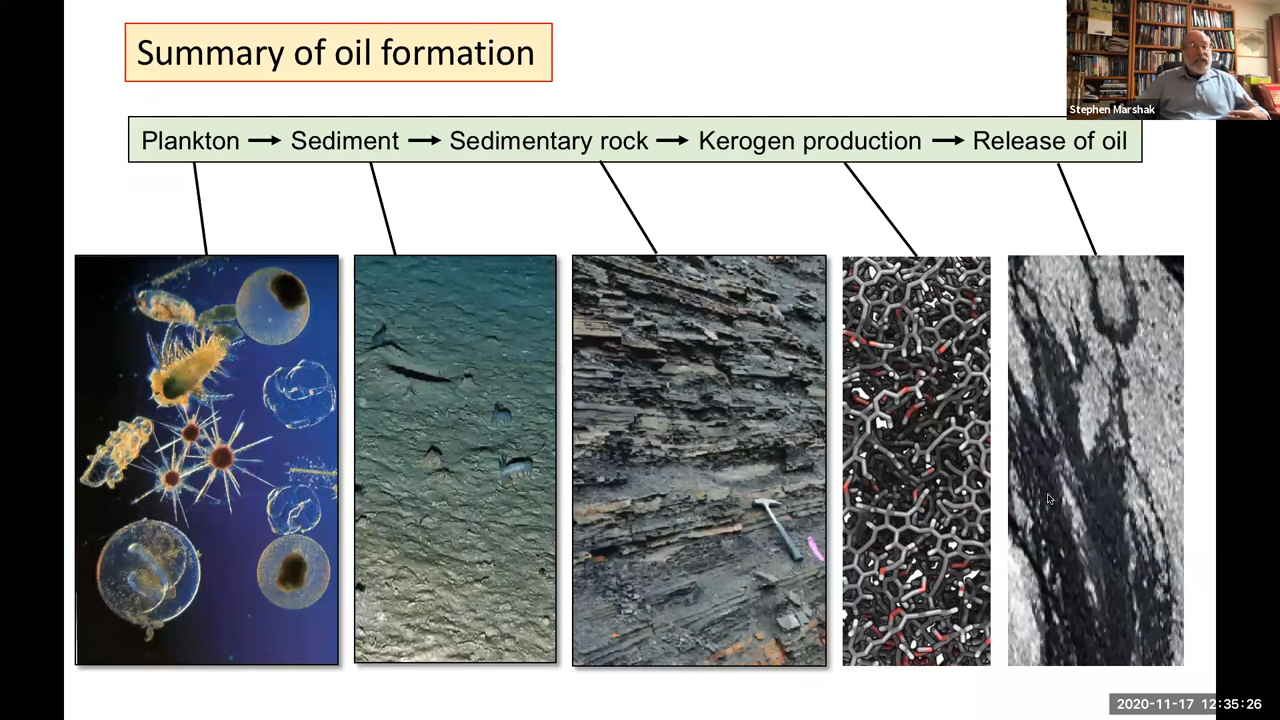 Summary of oil formation
Stephen Marshak
Plankton → Sediment → Sedimentary rock → Kerogen production → Release of oil
2020-11-17 12:35:26